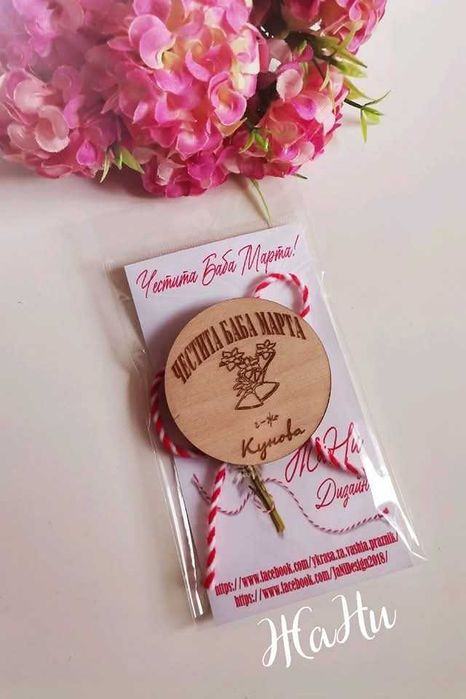 Честита Баба Марта!
ЧЕСТИТА БАБА МАРТА
г-жа
Кунова
ЖаНи
Дизайн
https://www.facebook.com/ykrasa.za.vashia.praznik/
https://www.facebook.com/JaNIDesign2018/
ЖаНи